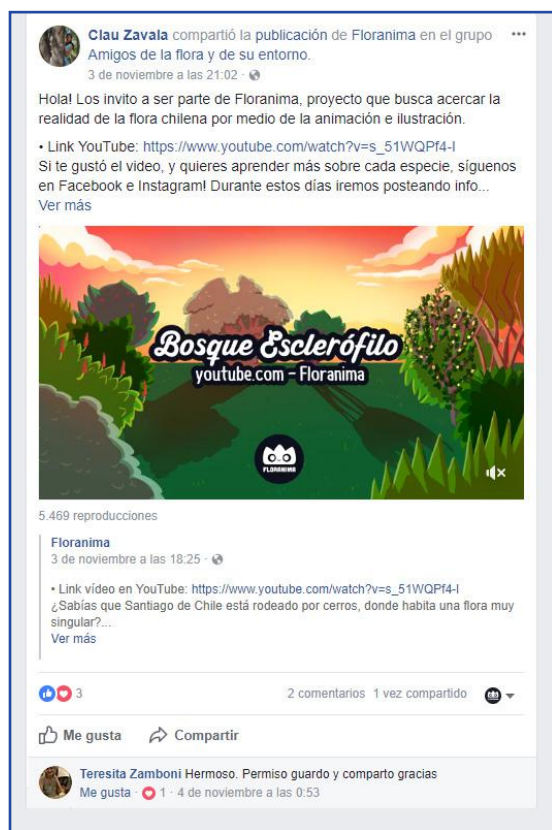 Clau Zavala compartió la publicación de Floranima en el grupo
Amigos de la flora y de su entorno.
3 de noviembre a las 21:02 ·
Hola! Los invito a ser parte de Floranima, proyecto que busca acercar la
realidad de la flora chilena por medio de la animación e ilustración.
• Link YouTube: https://www.youtube.com/watch?v=s_51WQPf4-I
Si te gustó el video, y quieres aprender más sobre cada especie, síguenos
en Facebook e Instagram! Durante estos días iremos posteando info...
Ver más
Bosque Esclerófilo
youtube.com - Floranima
FLORANIMA
5.469 reproducciones
Floranima
3 de noviembre a las 18:25 ·
• Link vídeo en YouTube: https://www.youtube.com/watch?v=s_51WQPf4-I
¿Sabías que Santiago de Chile está rodeado por cerros, donde habita una flora muy
singular?...
Ver más
3
2 comentarios 1 vez compartido
Me gusta Compartir
Teresita Zamboni Hermoso. Permiso guardo y comparto gracias
Me gusta · 1 · 4 de noviembre a las 0:53